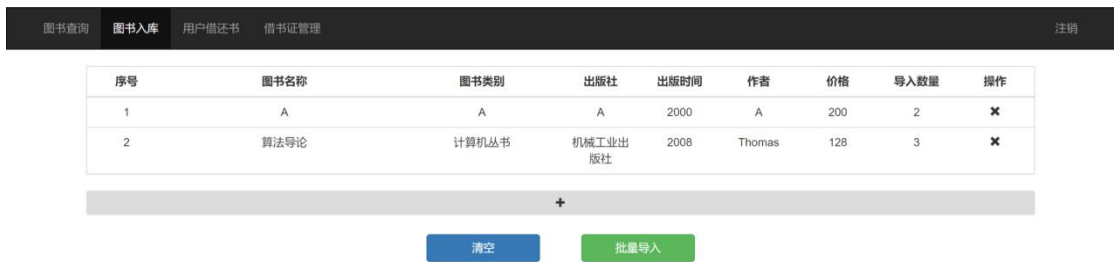 图书查询 图书入库 用户借还书 借书证管理 注销
序号 图书名称 图书类别 出版社 出版时间 作者 价格 导入数量 操作
1 A A A 2000 A 200 2 ✖
2 算法导论 计算机丛书 机械工业出 2008 Thomas 128 3 ✖
版社
+
清空 批量导入